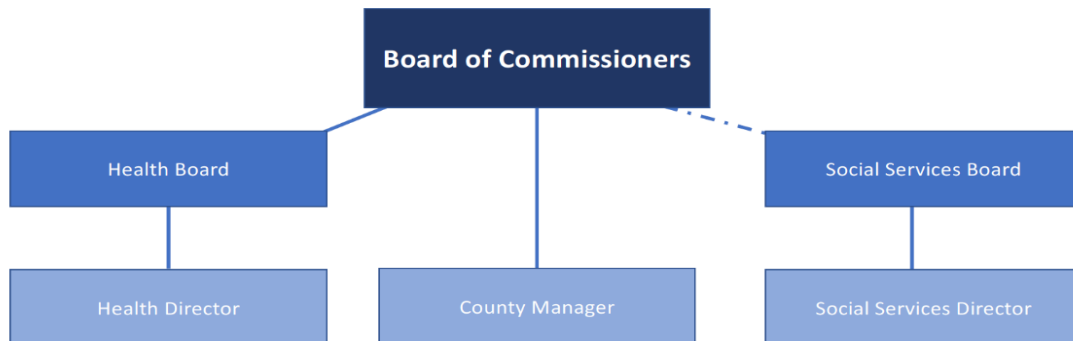 Board of Commissioners
Health Board
Social Services Board
Health Director
County Manager
Social Services Director